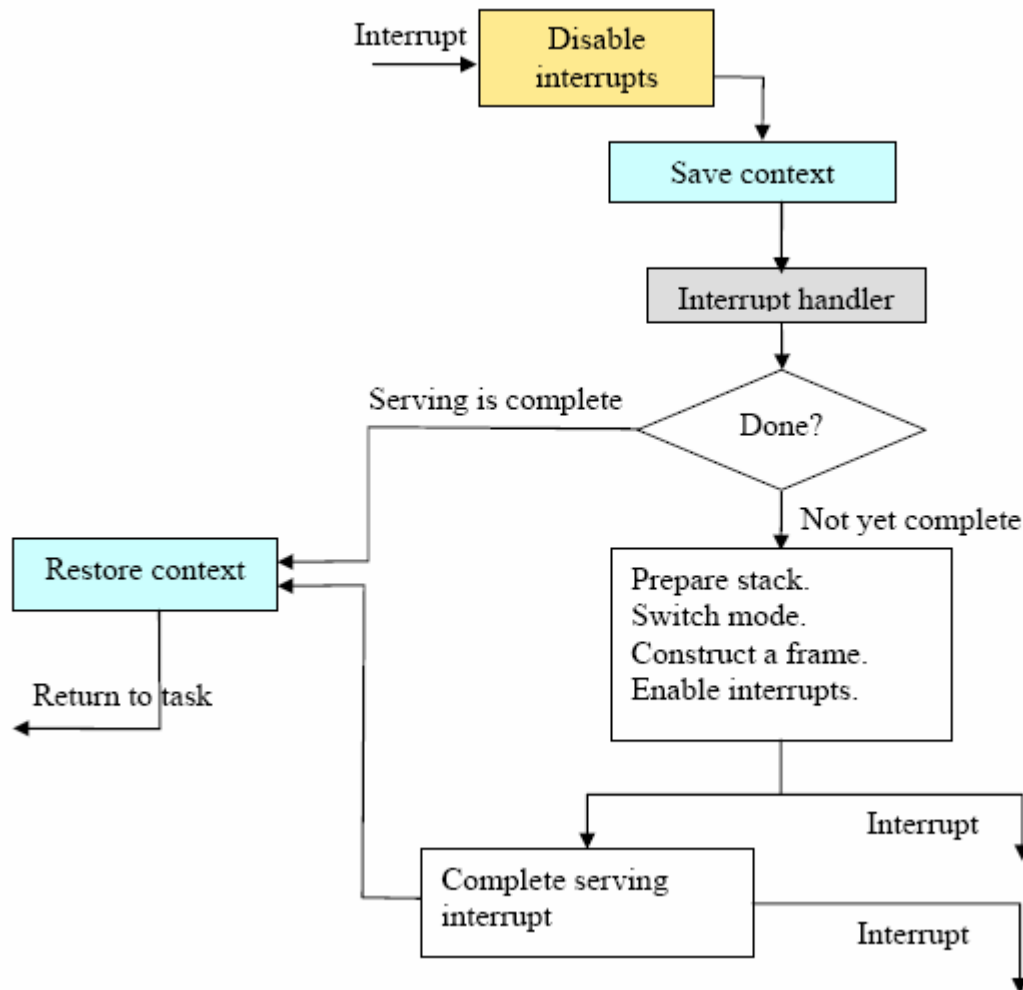 Interrupt
Disable
interrupts
Save context
Interrupt handler
Serving is complete
Done?
Not yet complete
Restore context
Prepare stack.
Switch mode.
Construct a frame.
Enable interrupts.
Return to task
Interrupt
Complete serving
interrupt
Interrupt